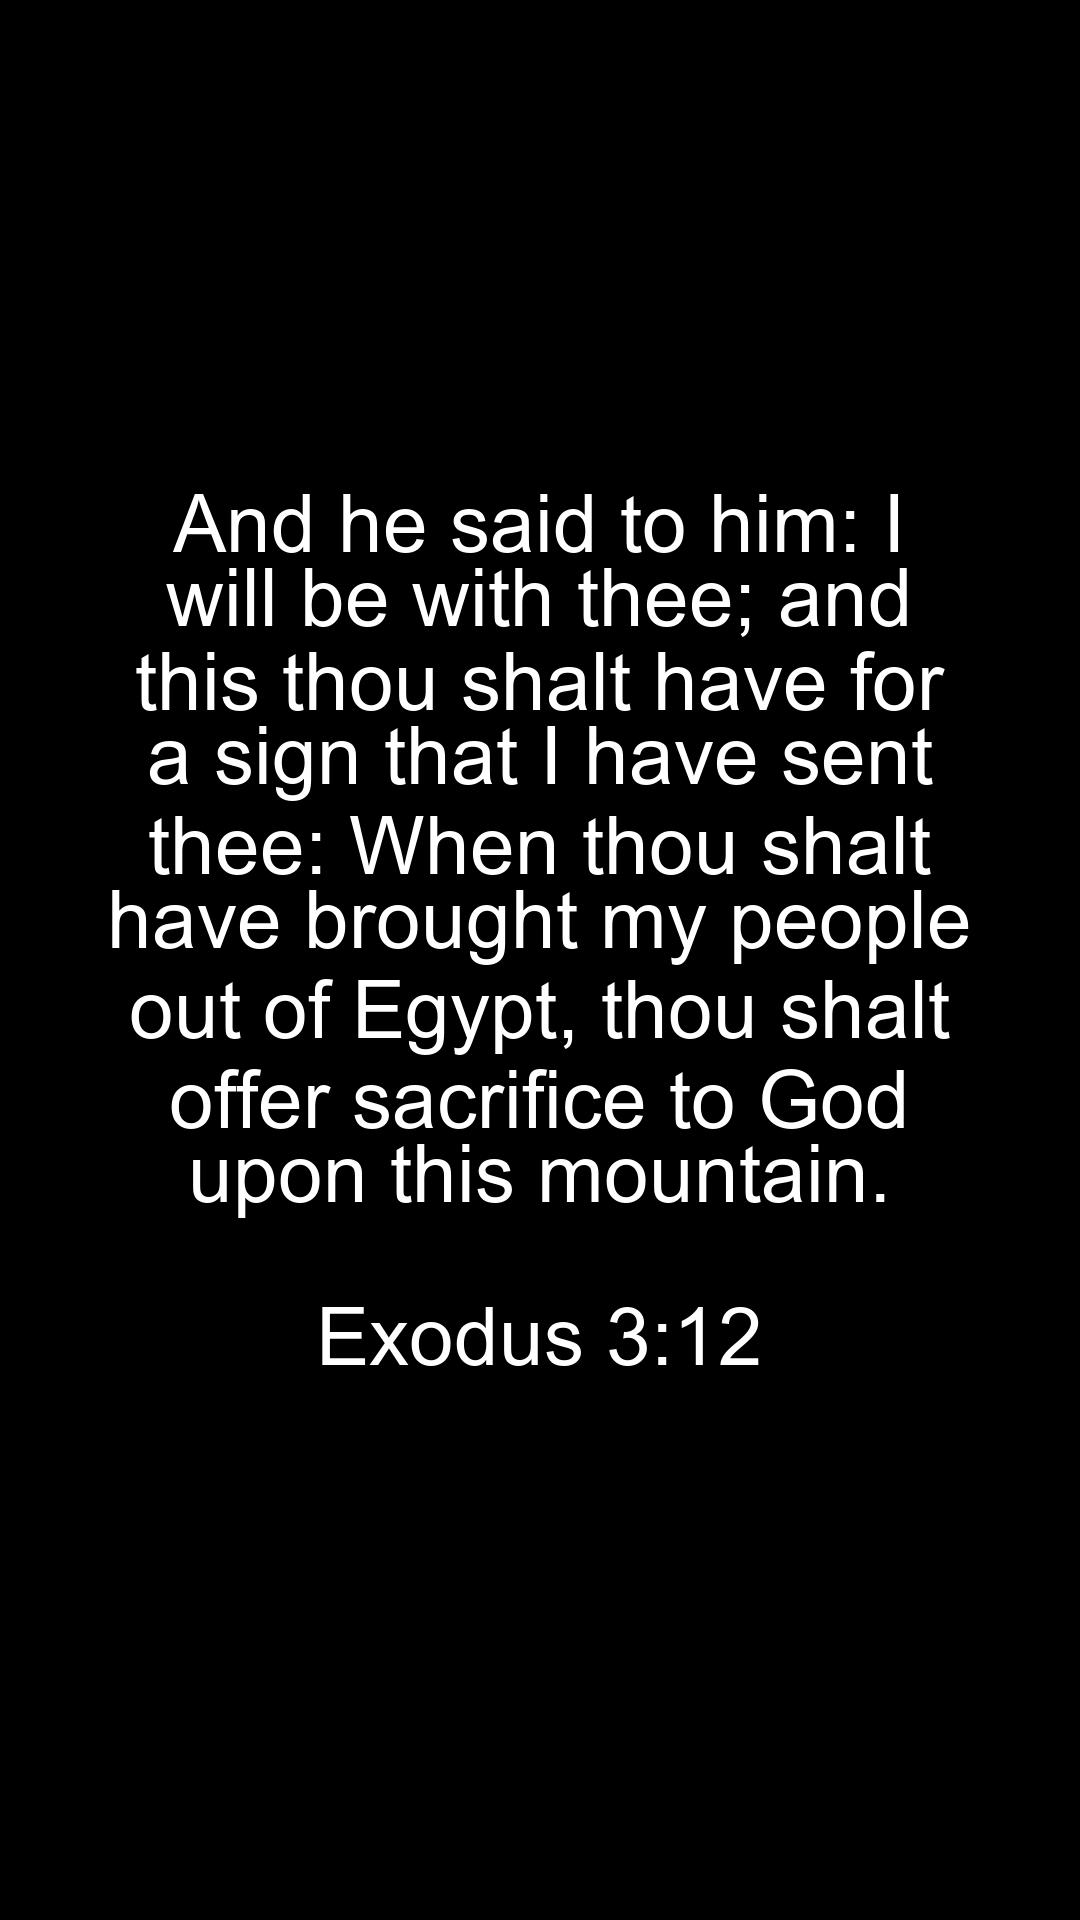 And he said to him: I
will be with thee; and
this thou shalt have for
a sign that I have sent
thee: When thou shalt
have brought my people
out of Egypt, thou shalt
offer sacrifice to God
upon this mountain.
Exodus 3:12